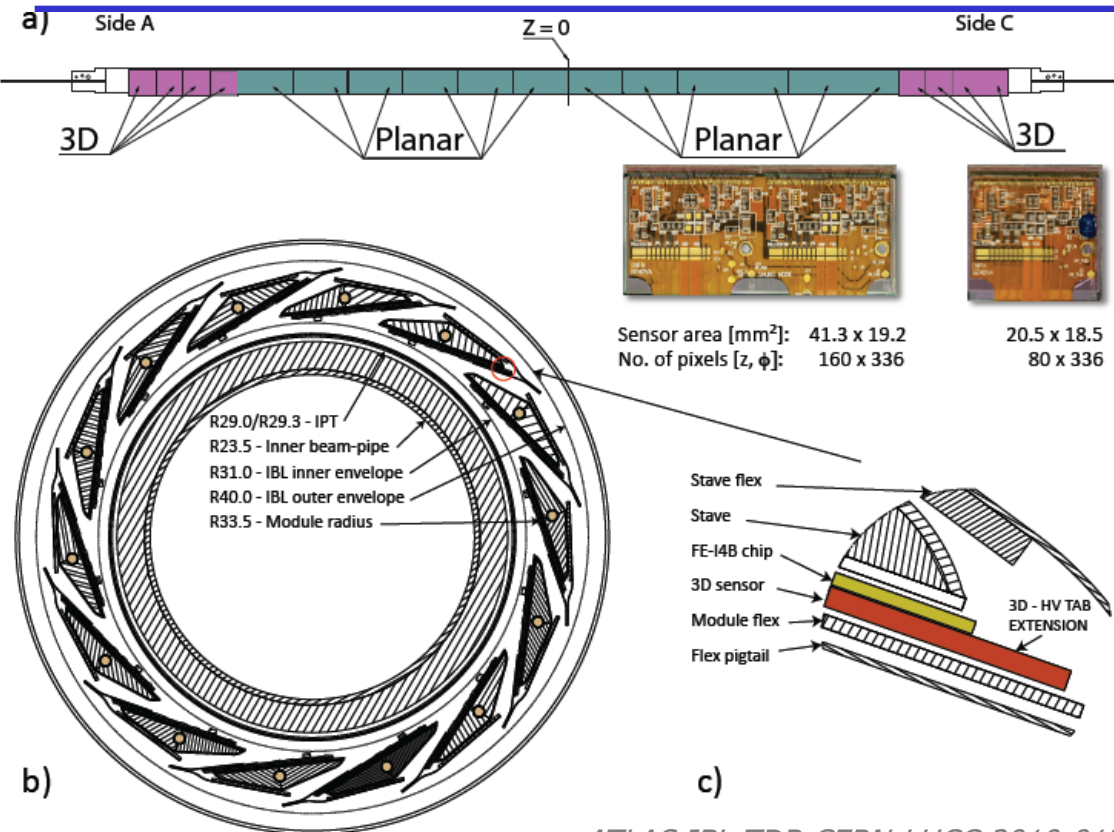 a)
Side A
Side C
Z = 0
3D
Planar
Planar
3D
Sensor area [mm²]: 41.3 x 19.2 20.5 x 18.5
No. of pixels [z, ϕ]: 160 x 336 80 x 336
R29.0/R29.3 - IPT
R23.5 - Inner beam-pipe
R31.0 - IBL inner envelope
R40.0 - IBL outer envelope
R33.5 - Module radius
Stave flex
Stave
FE-I4B chip
3D sensor
Module flex
Flex pigtail
3D - HV TAB
EXTENSION
b)
c)